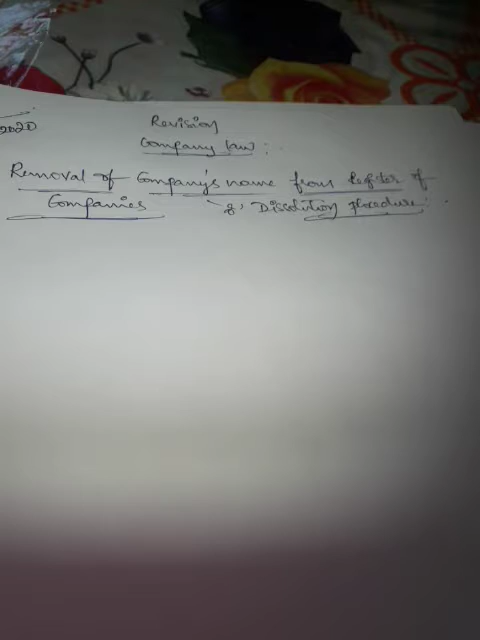 2020
Revision
Company law :
Removal of Company's name from Register of
Companies & Dissolution procedure :